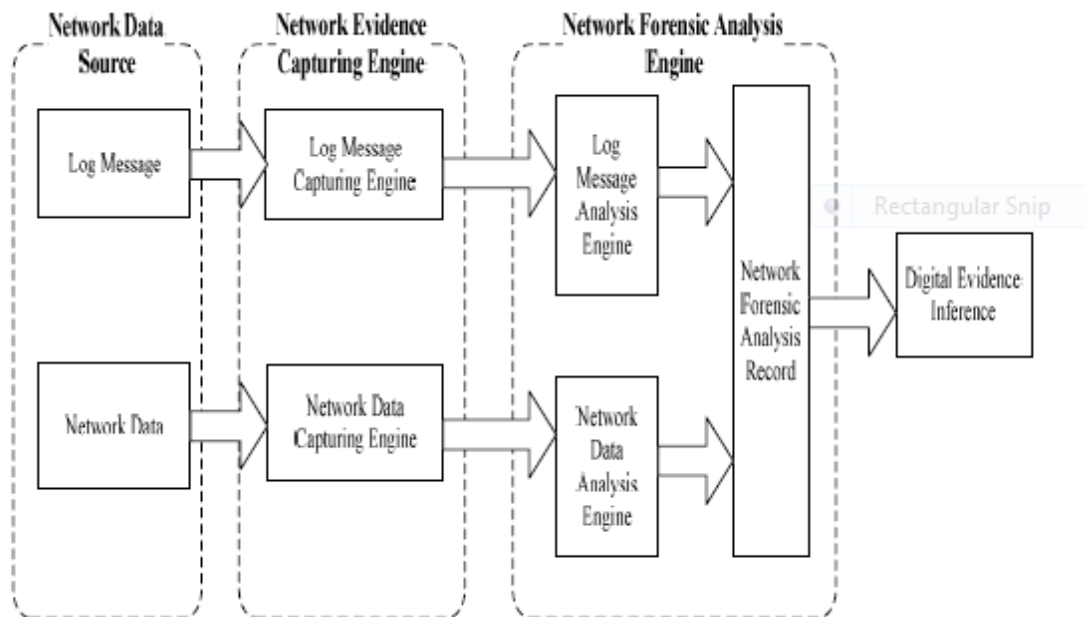 Network Data
Source
Network Evidence
Capturing Engine
Network Forensic Analysis
Engine
Log Message
Log Message
Capturing Engine
Log
Message
Analysis
Engine
Network
Forensic
Analysis
Record
Rectangular Snip
Digital Evidence
Inference
Network Data
Network Data
Capturing Engine
Network
Data
Analysis
Engine